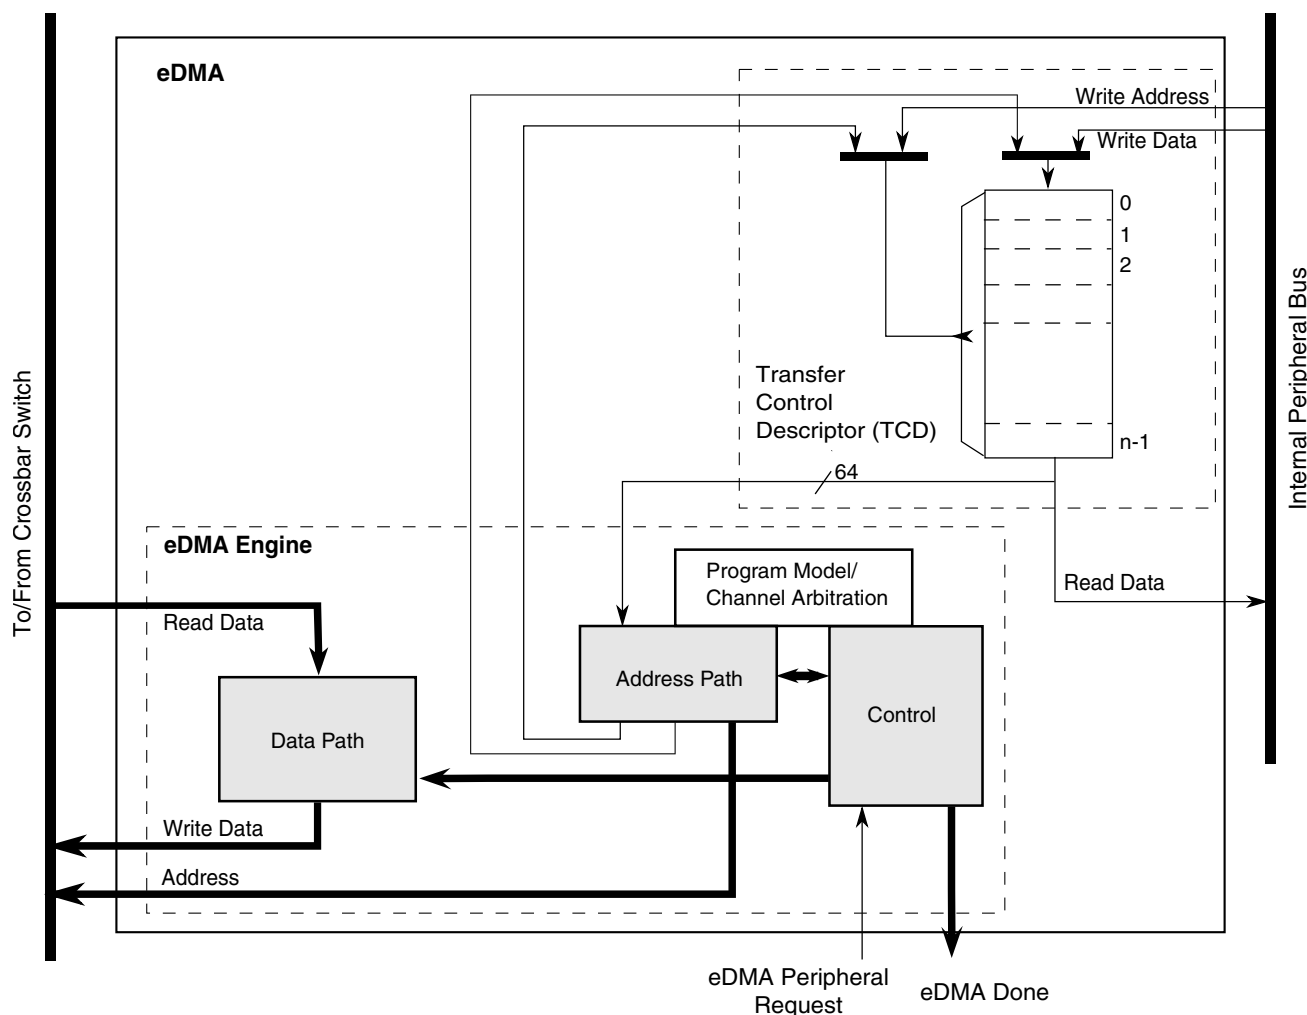 eDMA
Write Address
Write Data
0
1
2
Transfer
Control
Descriptor (TCD)
n-1
64
To/From Crossbar Switch
Internal Peripheral Bus
eDMA Engine
Program Model/
Channel Arbitration
Read Data
Read Data
Address Path
Control
Data Path
Write Data
Address
eDMA Peripheral
Request
eDMA Done